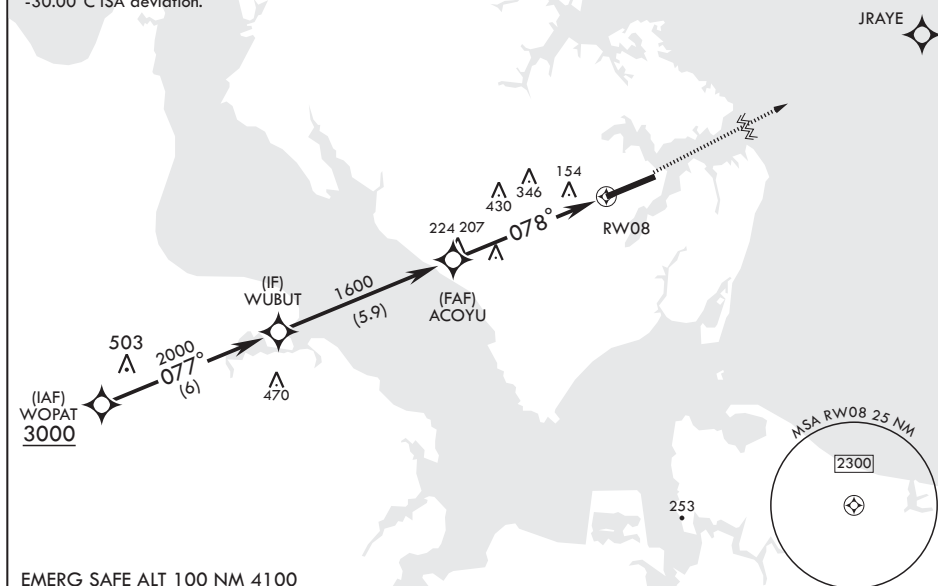 -30.00°C ISA deviation.
JRAYE
154
346
430
224 207
078°
RW08
(IF)
WUBUT
1600
(5.9)
(FAF)
ACOYU
503
2000
077°
(6)
470
(IAF)
WOPAT
3000
MSA RW08 25 NM
2300
253
EMERG SAFE ALT 100 NM 4100